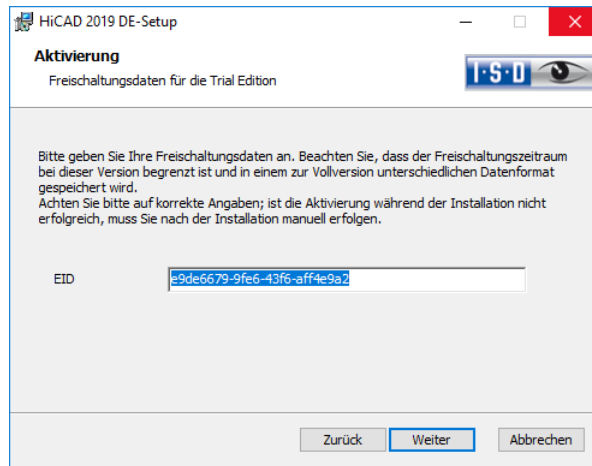 HiCAD 2019 DE-Setup
Aktivierung
Freischaltungsdaten für die Trial Edition
I·S·D
Bitte geben Sie Ihre Freischaltungsdaten an. Beachten Sie, dass der Freischaltungszeitraum
bei dieser Version begrenzt ist und in einem zur Vollversion unterschiedlichen Datenformat
gespeichert wird.
Achten Sie bitte auf korrekte Angaben; ist die Aktivierung während der Installation nicht
erfolgreich, muss Sie nach der Installation manuell erfolgen.
EID e9de6679-9fe6-43f6-aff4e9a2
Zurück Weiter Abbrechen